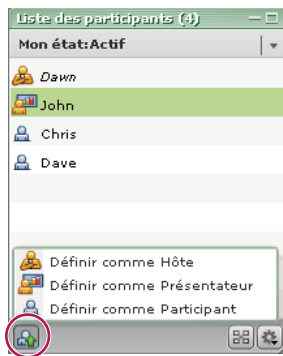 Liste des participants (4)
Mon état:Actif
Dawn
John
Chris
Dave
Définir comme Hôte
Définir comme Présentateur
Définir comme Participant